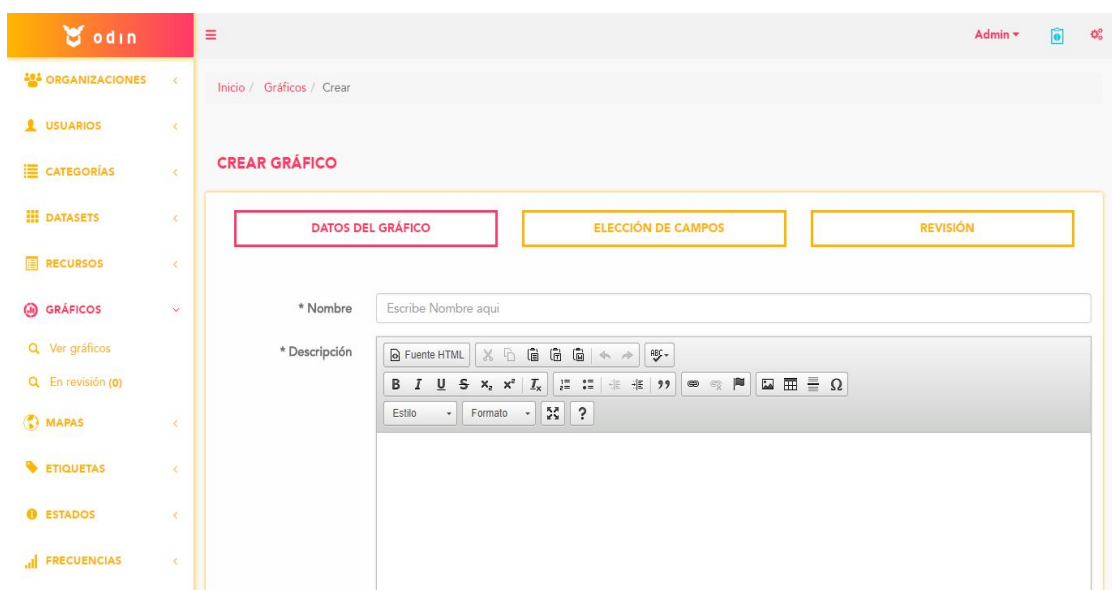 odin
Admin
ORGANIZACIONES
Inicio / Gráficos / Crear
USUARIOS
CATEGORÍAS
CREAR GRÁFICO
DATASETS
DATOS DEL GRÁFICO
ELECCIÓN DE CAMPOS
REVISIÓN
RECURSOS
GRÁFICOS
* Nombre
Escribe Nombre aqui
Ver gráficos
* Descripción
Fuente HTML
En revisión (0)
MAPAS
Estilo
Formato
ETIQUETAS
ESTADOS
FRECUENCIAS